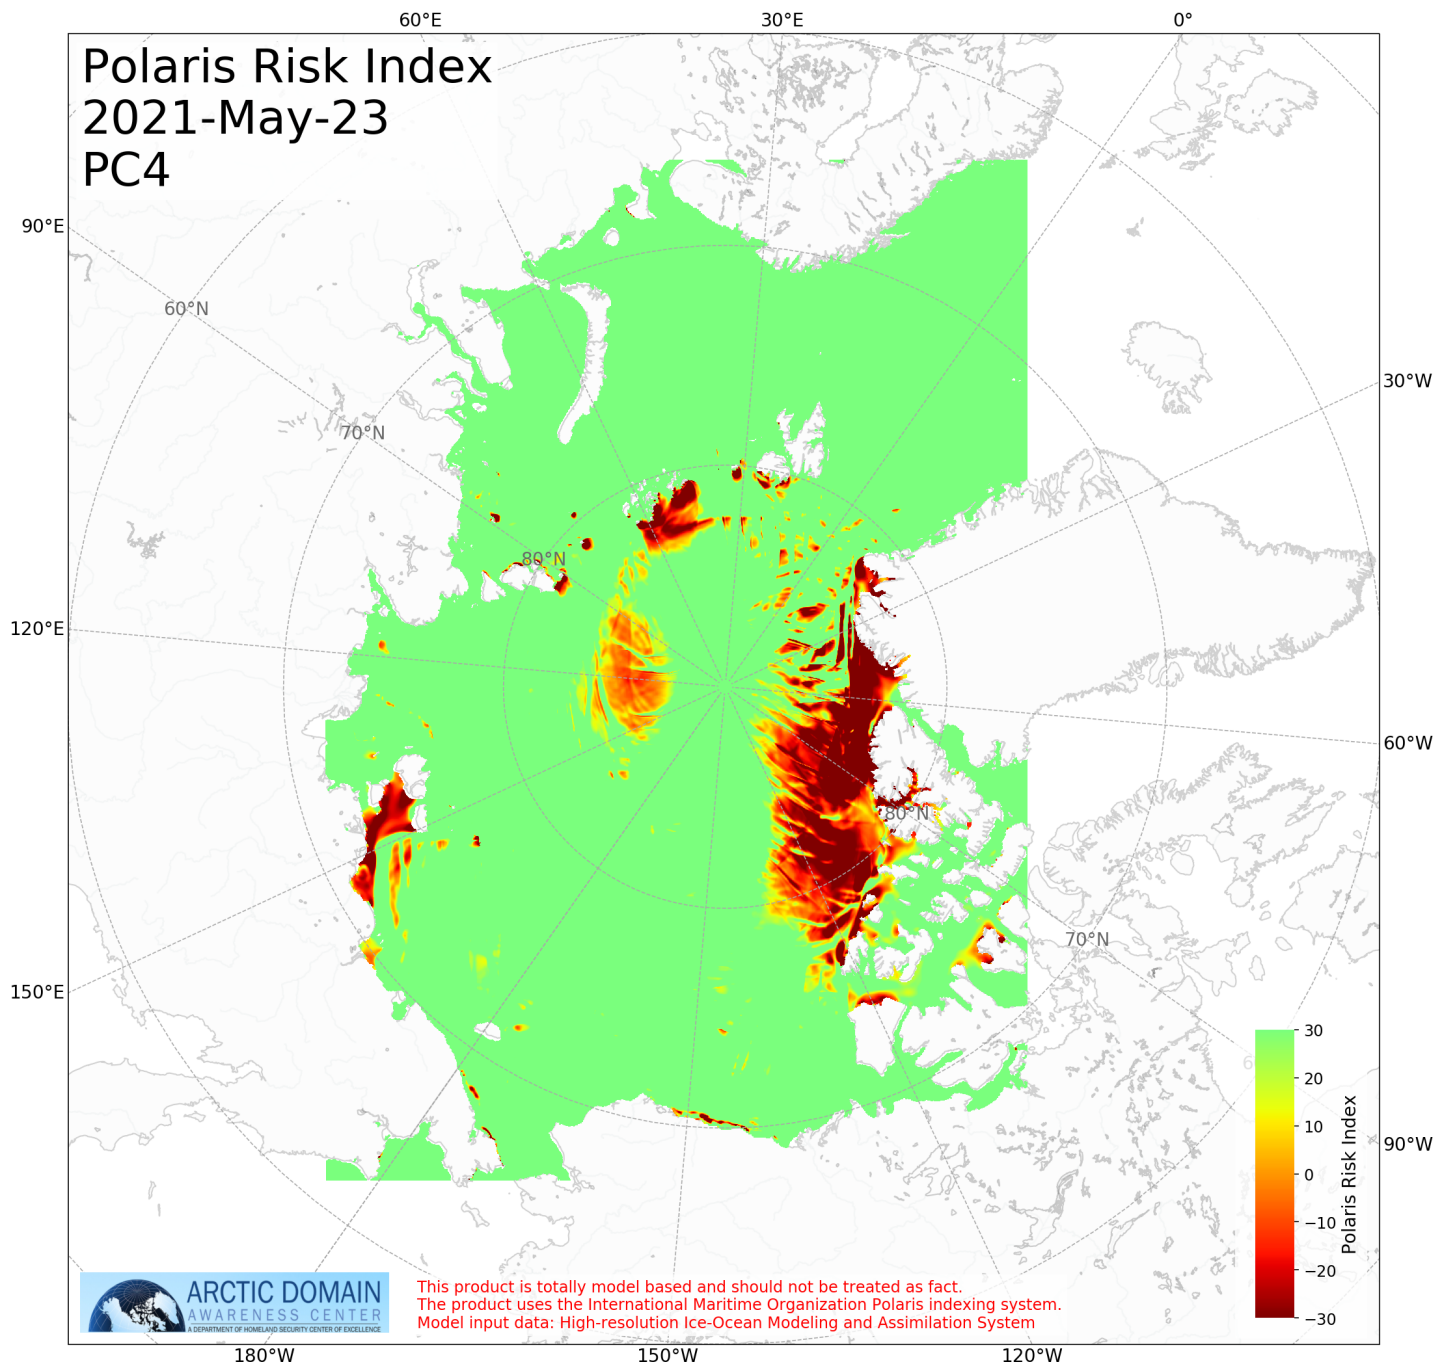 60°E
30°E
0°
Polaris Risk Index
2021-May-23
PC4
90°E
60°N
30°W
70°N
80°N
120°E
60°W
80°N
70°N
150°E
30
20
10
0
−10
−20
−30
Polaris Risk Index
90°W
ARCTIC DOMAIN
AWARENESS CENTER
A DEPARTMENT OF HOMELAND SECURITY CENTER OF EXCELLENCE
This product is totally model based and should not be treated as fact.
The product uses the International Maritime Organization Polaris indexing system.
Model input data: High-resolution Ice-Ocean Modeling and Assimilation System
180°W
150°W
120°W